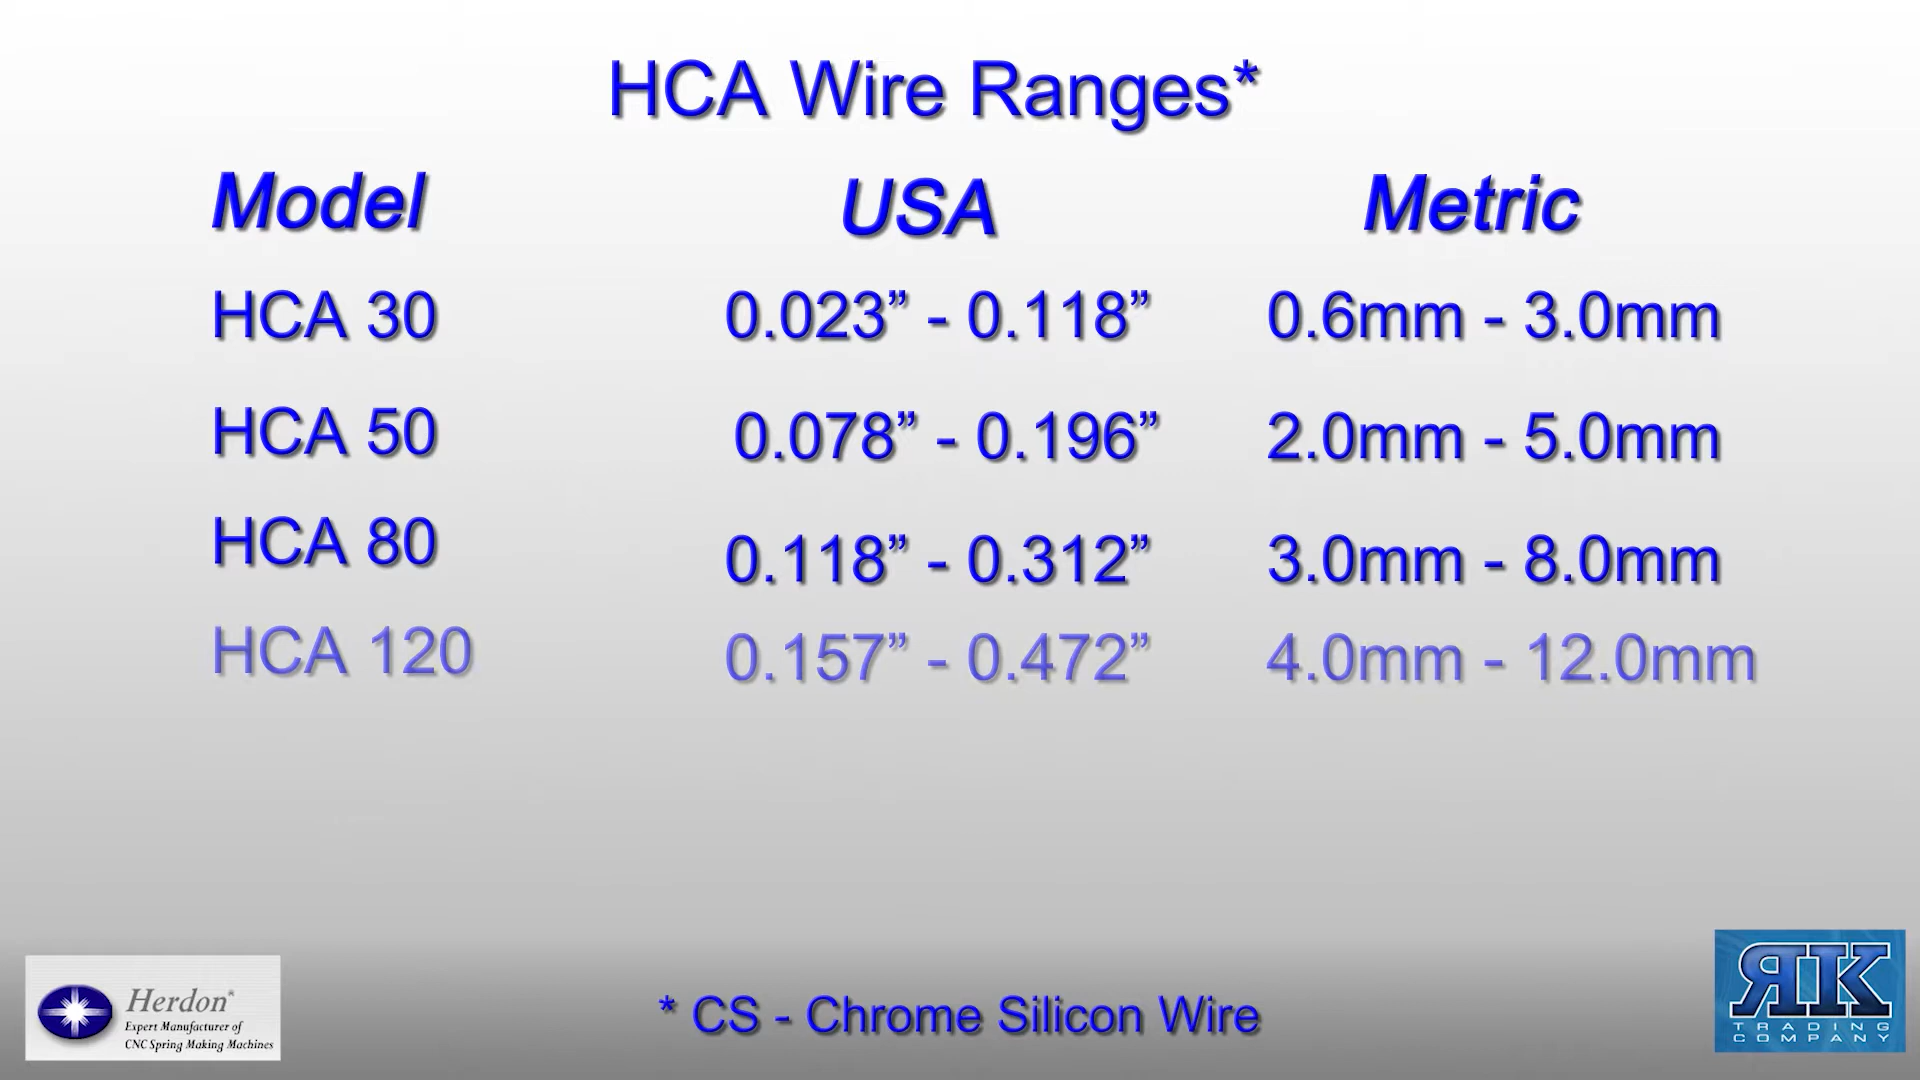 HCA Wire Ranges*
Model USA Metric
HCA 30 0.023” - 0.118” 0.6mm - 3.0mm
HCA 50 0.078” - 0.196” 2.0mm - 5.0mm
HCA 80 0.118” - 0.312” 3.0mm - 8.0mm
HCA 120 0.157” - 0.472” 4.0mm - 12.0mm
* CS - Chrome Silicon Wire
Herdon®
Expert Manufacturer of
CNC Spring Making Machines
RK
TRADING
COMPANY